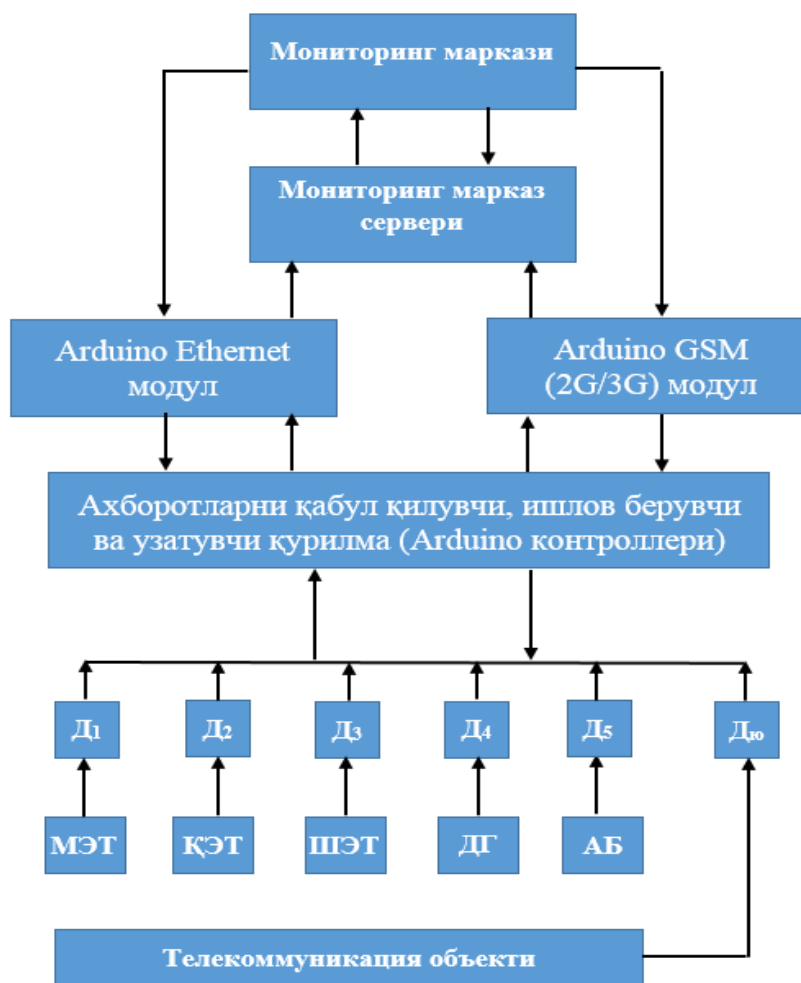 Мониторинг маркази
Мониторинг марказ
сервери
Arduino Ethernet
модул
Arduino GSM
(2G/3G) модул
Ахборотларни қабул қилувчи, ишлов берувчи
ва узатувчи қурилма (Arduino контроллери)
Д1
Д2
Д3
Д4
Д5
Дю
МЭТ
ҚЭТ
ШЭТ
ДГ
АБ
Телекоммуникация объекти